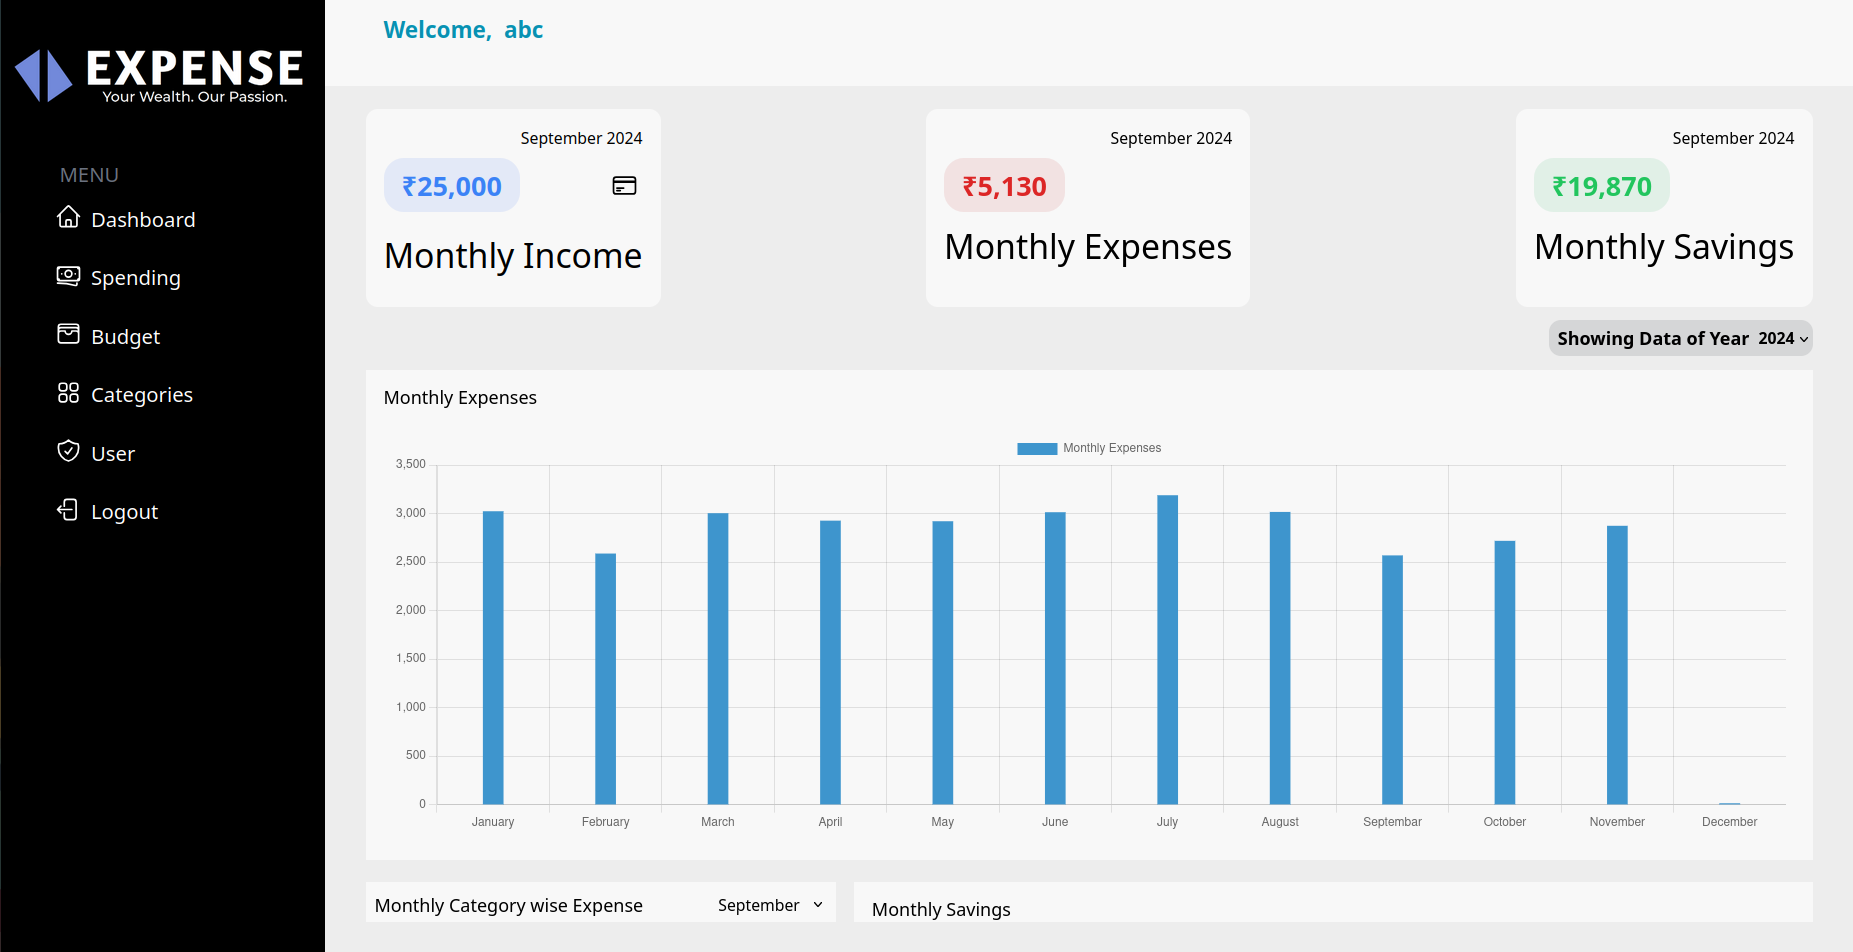 EXPENSE
Your Wealth. Our Passion.
MENU
Dashboard
Spending
Budget
Categories
User
Logout
Welcome, abc
September 2024
₹25,000
Monthly Income
September 2024
₹5,130
Monthly Expenses
September 2024
₹19,870
Monthly Savings
Showing Data of Year 2024
Monthly Expenses
Monthly Expenses
3,500
3,000
2,500
2,000
1,500
1,000
500
0
January February March April May June July August Septembar October November December
Monthly Category wise Expense September
Monthly Savings